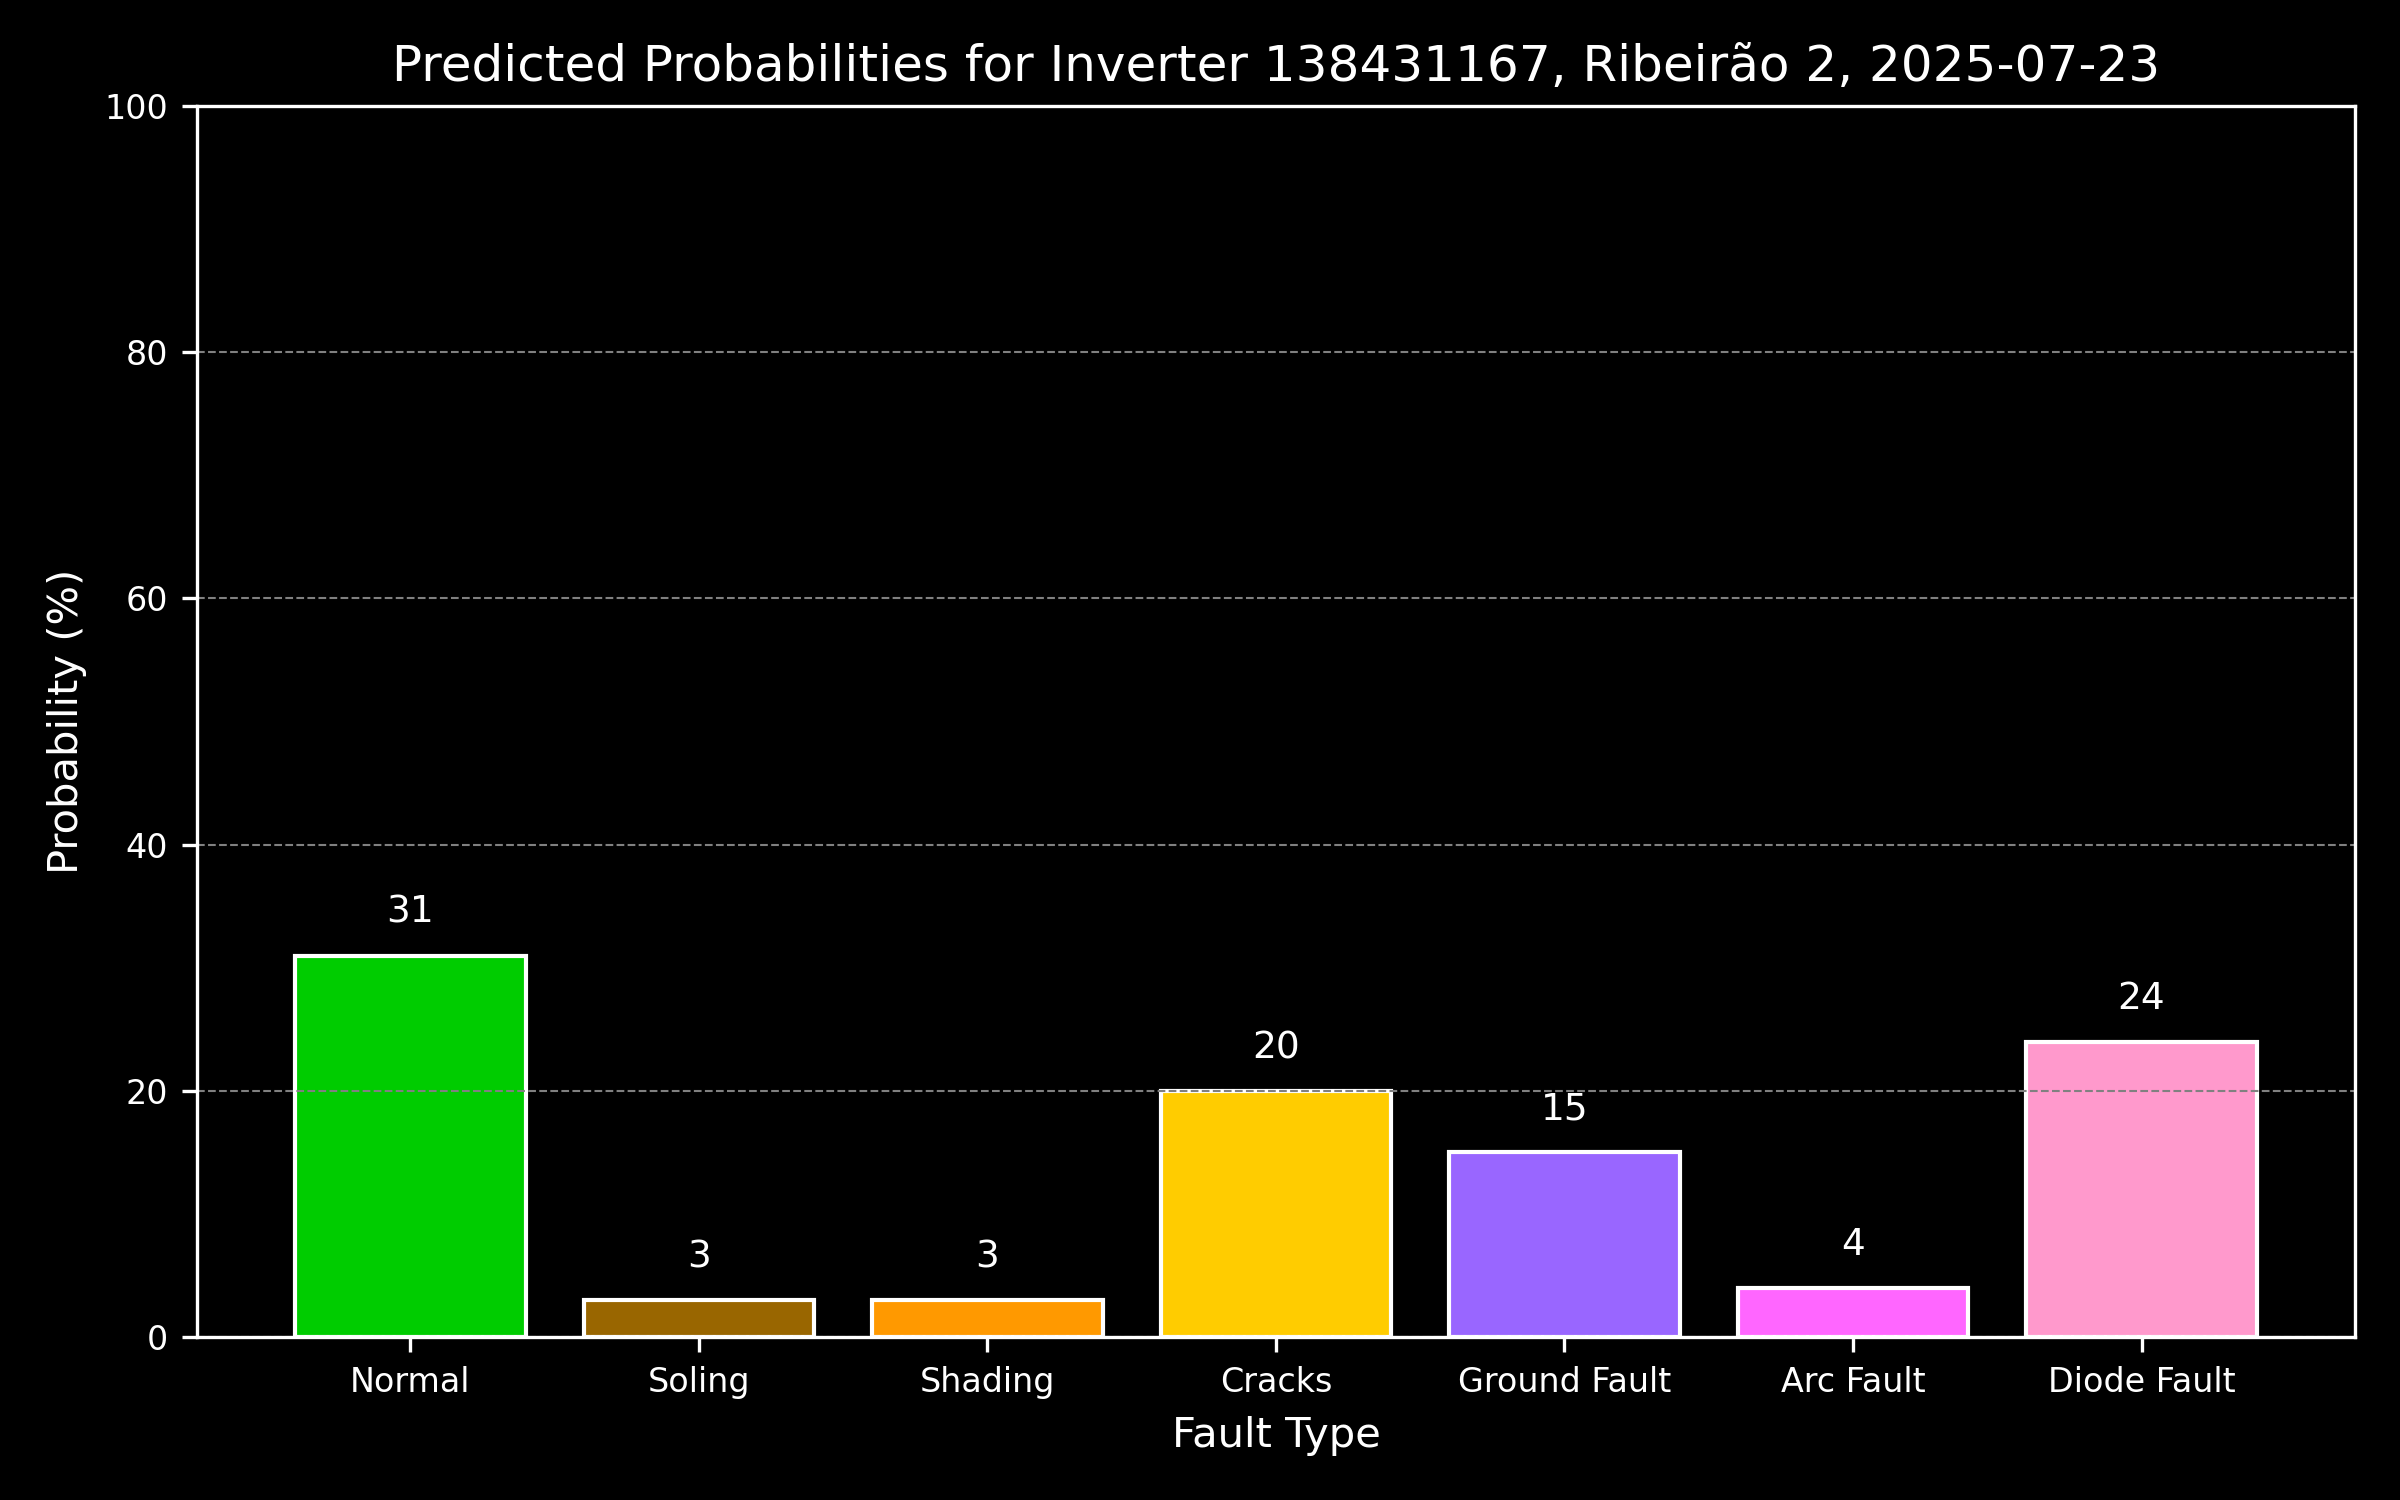 Predicted Probabilities for Inverter 138431167, Ribeirão 2, 2025-07-23
100
80
60
40
20
0
Probability (%)
31
3
3
20
15
4
24
Normal
Soling
Shading
Cracks
Ground Fault
Arc Fault
Diode Fault
Fault Type